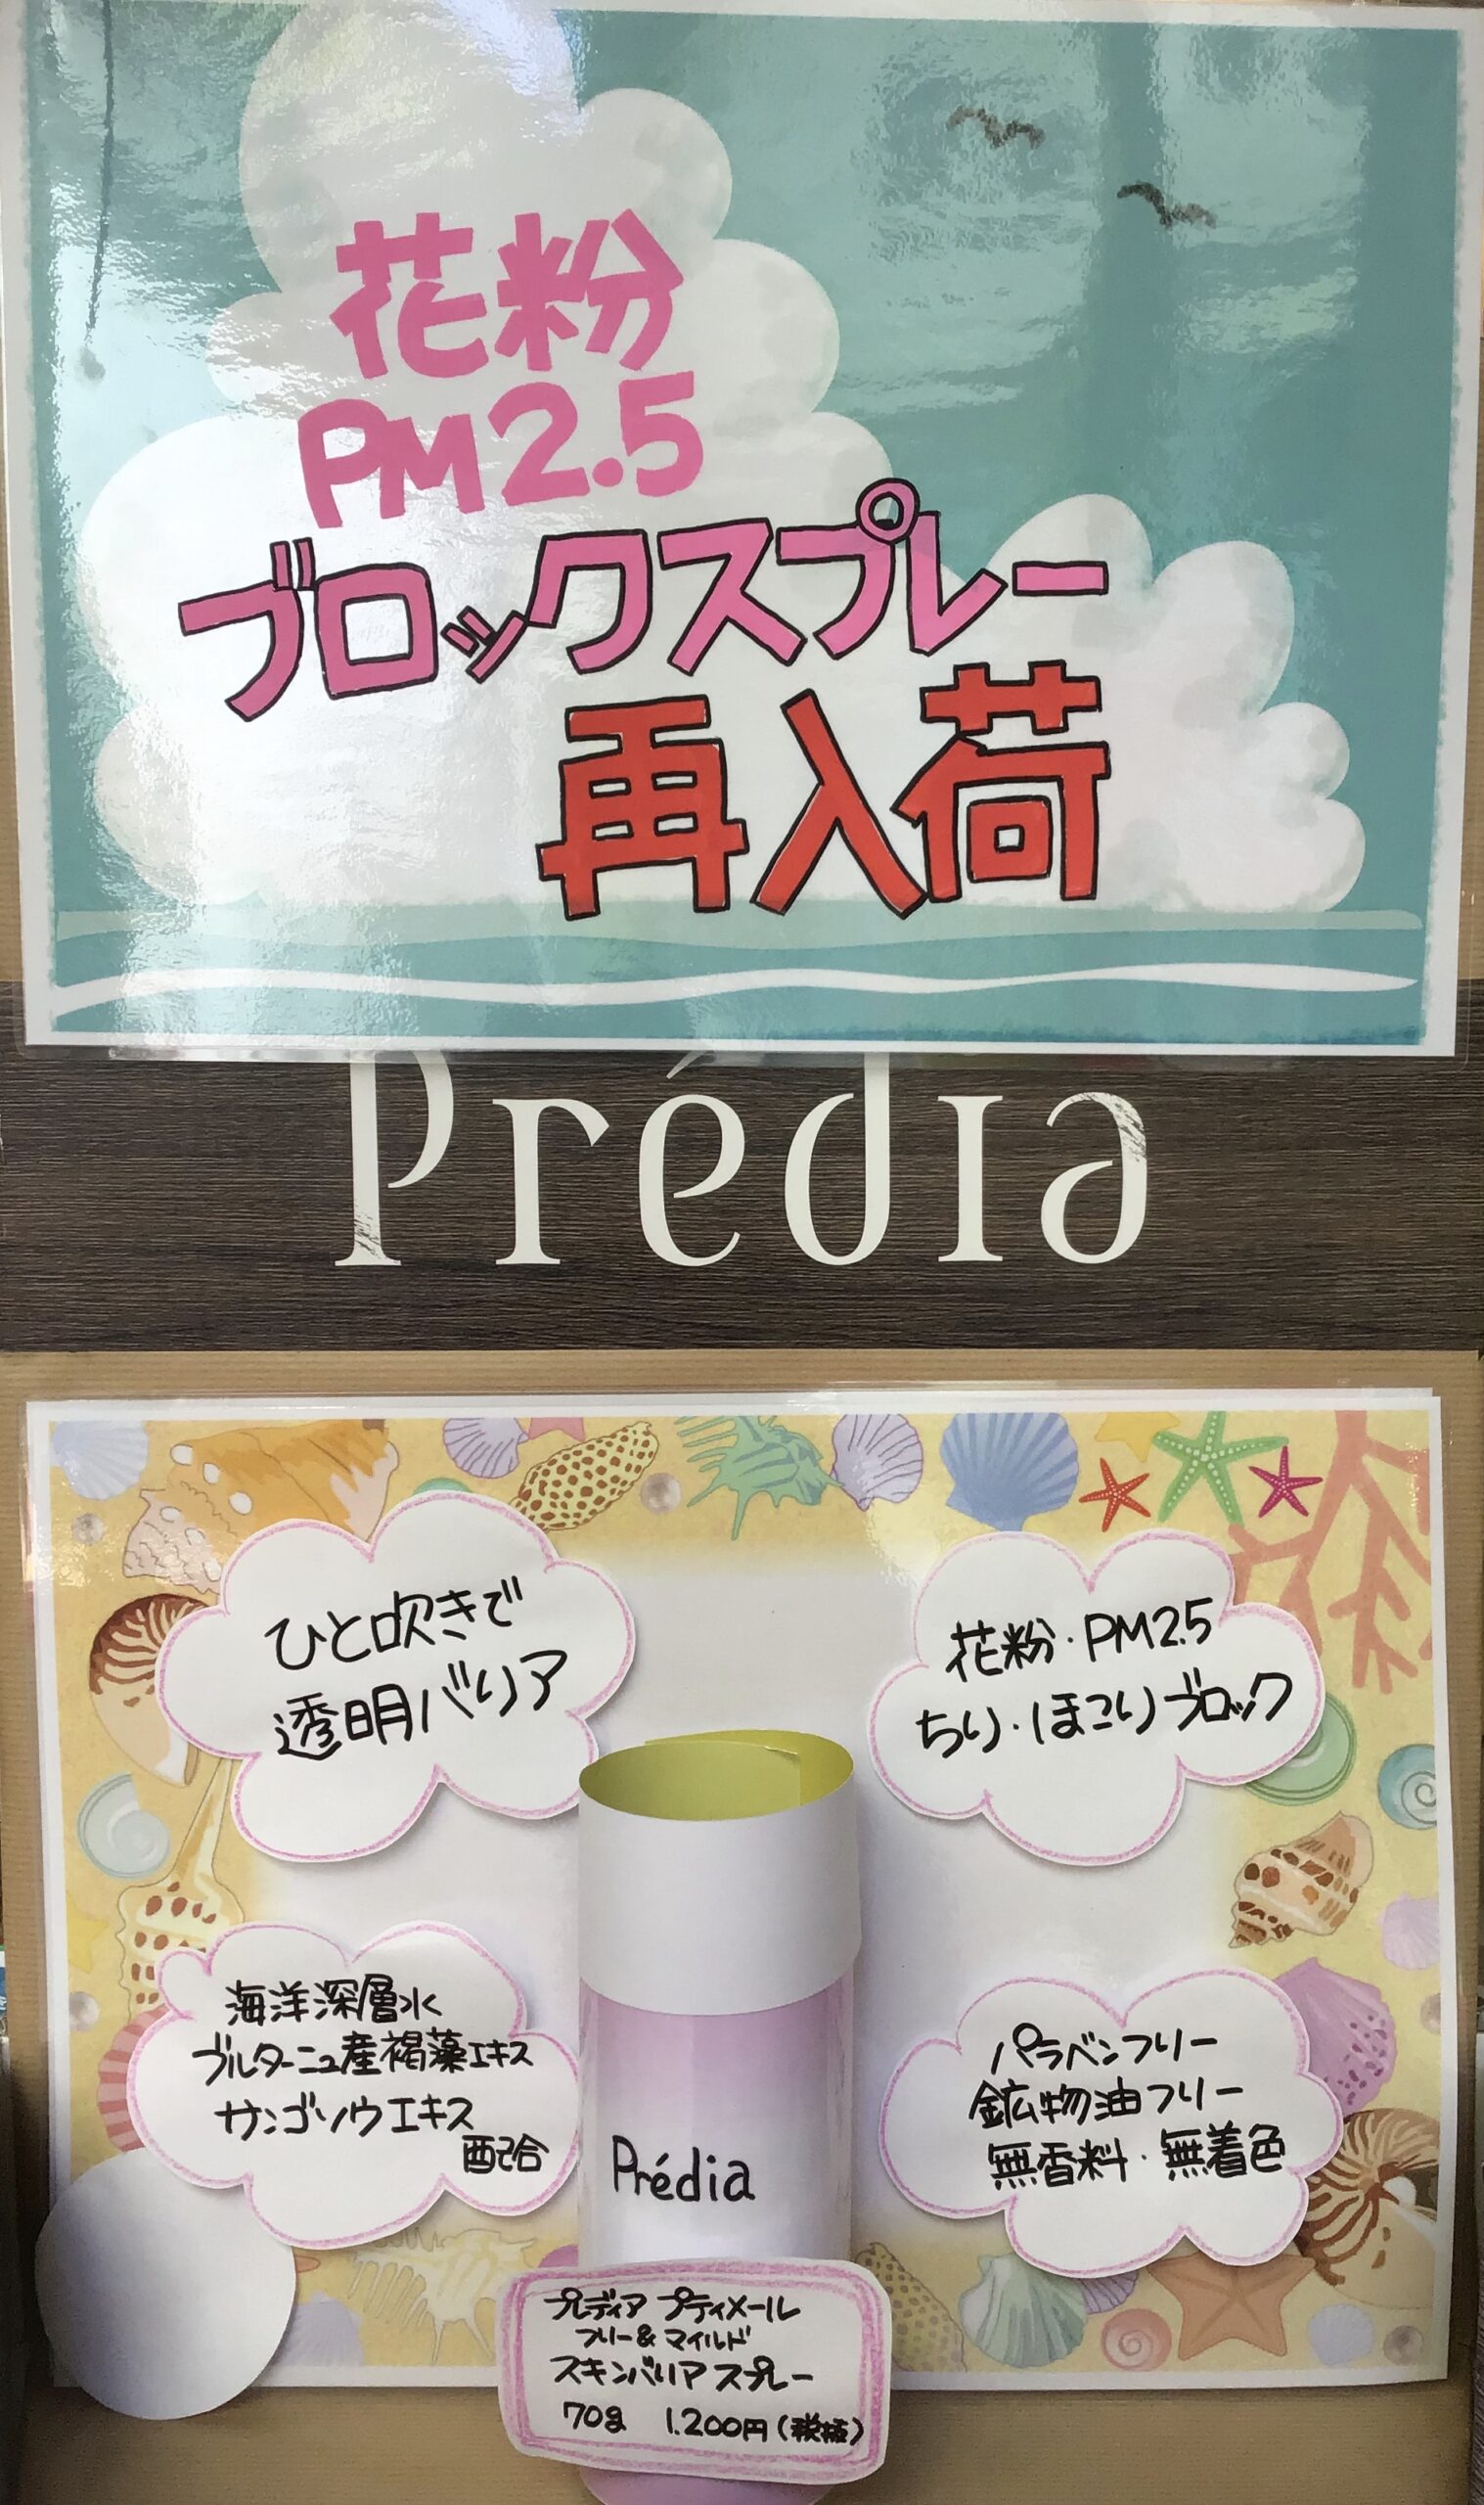 花粉
PM2.5
ブロックスプレー
再入荷
Prédia
ひと吹きで
透明バリア
花粉・PM2.5
ちり・ほこりブロック
海洋深層水
ブルターニュ産褐藻エキス
サンゴソウエキス
配合
パラベンフリー
鉱物油フリー
無香料・無着色
Prédia
プレディア プティメール
フリー&マイルド
スキンバリアスプレー
70g 1.200円(税抜)